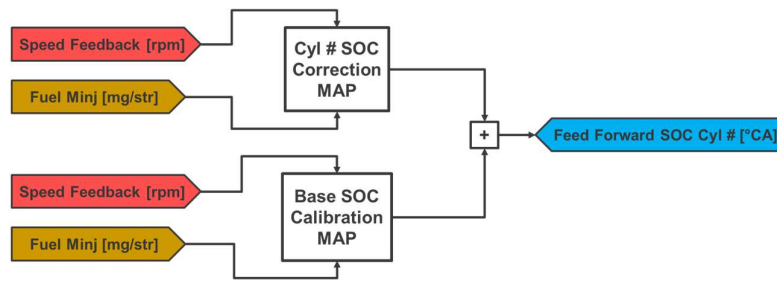 Speed Feedback [rpm]
Fuel Minj [mg/str]
Cyl # SOC
Correction
MAP
+
Feed Forward SOC Cyl # [°CA]
Speed Feedback [rpm]
Fuel Minj [mg/str]
Base SOC
Calibration
MAP